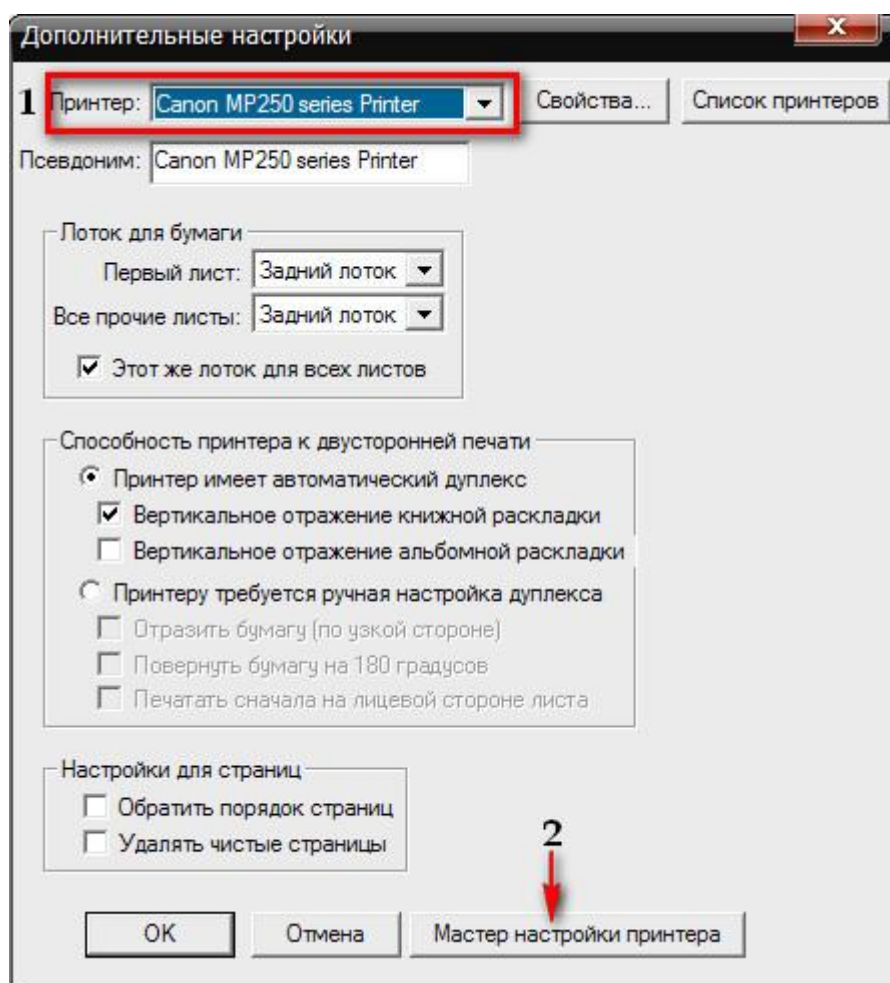 Дополнительные настройки
X
1 Принтер: Canon MP250 series Printer Свойства... Список принтеров
Псевдоним: Canon MP250 series Printer
Лоток для бумаги
Первый лист: Задний лоток
Все прочие листы: Задний лоток
Этот же лоток для всех листов
Способность принтера к двусторонней печати
Принтер имеет автоматический дуплекс
Вертикальное отражение книжной раскладки
Вертикальное отражение альбомной раскладки
Принтеру требуется ручная настройка дуплекса
Отразить бумагу (по узкой стороне)
Повернуть бумагу на 180 градусов
Печатать сначала на лицевой стороне листа
Настройки для страниц
Обратить порядок страниц
Удалять чистые страницы
2
OK Отмена Мастер настройки принтера